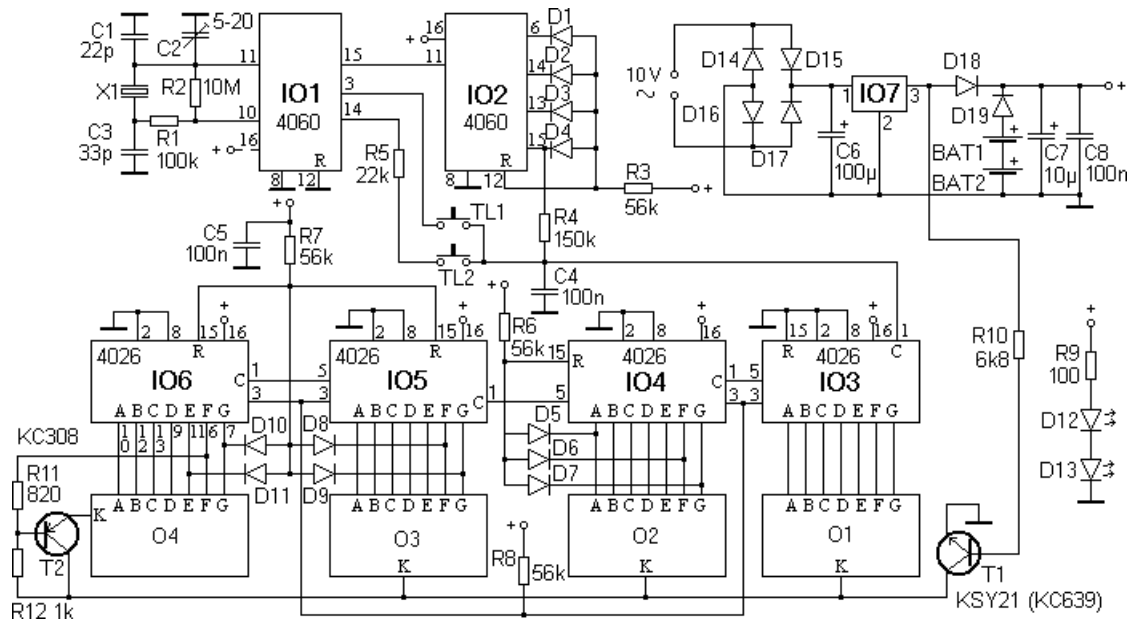 C1
22p
5-20
C2
X1
R2
10M
C3
33p
R1
100k
11
10
16
+
IO1
4060
R
8
12
15
3
14
R5
22k
16
+
11
IO2
4060
R
8
12
6
14
13
15
D1
D2
D3
D4
R3
56k
+
R4
150k
TL1
TL2
C4
100n
10V
~
D14
D15
D16
D17
1
IO7
3
2
D18
D19
+
C6
100µ
BAT1
+
BAT2
+
+
C7
10µ
C8
100n
+
+
C5
100n
R7
56k
2
8
15
16
+
4026
R
IO6
C
1
3
A B C D E F G
10
12
13
9
11
6
7
2
8
15
16
+
4026
R
IO5
C
5
3
1
A B C D E F G
+
R6
56k
15
5
2
8
16
+
R
4026
IO4
C
1
3
A B C D E F G
15
2
8
16
1
+
R
4026
C
IO3
5
3
A B C D E F G
D10
D8
D11
D9
D5
D6
D7
KC308
R11
820
T2
R12 1k
K
A B C D E F G
O4
A B C D E F G
O3
K
+
R8
56k
A B C D E F G
O2
K
A B C D E F G
O1
K
R10
6k8
T1
KSY21 (KC639)
+
R9
100
D12
D13